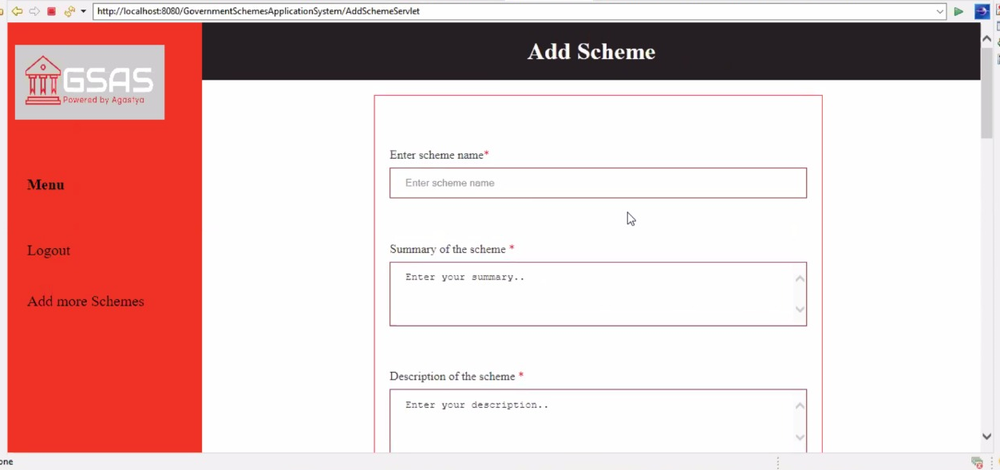 http://localhost:8080/GovernmentSchemesApplicationSystem/AddSchemeServlet
Add Scheme
GSAS
Powered by Agastya
Menu
Logout
Add more Schemes
Enter scheme name*
Enter scheme name
Summary of the scheme *
Enter your summary..
Description of the scheme *
Enter your description..
one